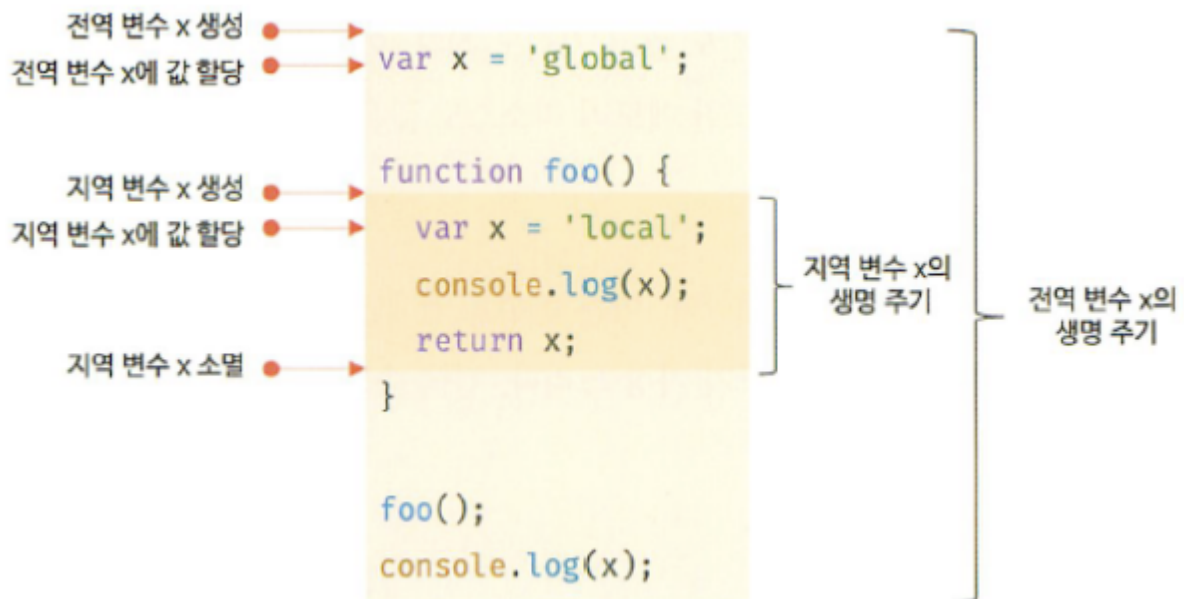 전역 변수 x 생성
전역 변수 x에 값 할당
var x = 'global';
function foo() {
지역 변수 x 생성
지역 변수 x에 값 할당
var x = 'local';
console.log(x);
return x;
지역 변수 x 소멸
}
foo();
console.log(x);
지역 변수 x의
생명 주기
전역 변수 x의
생명 주기